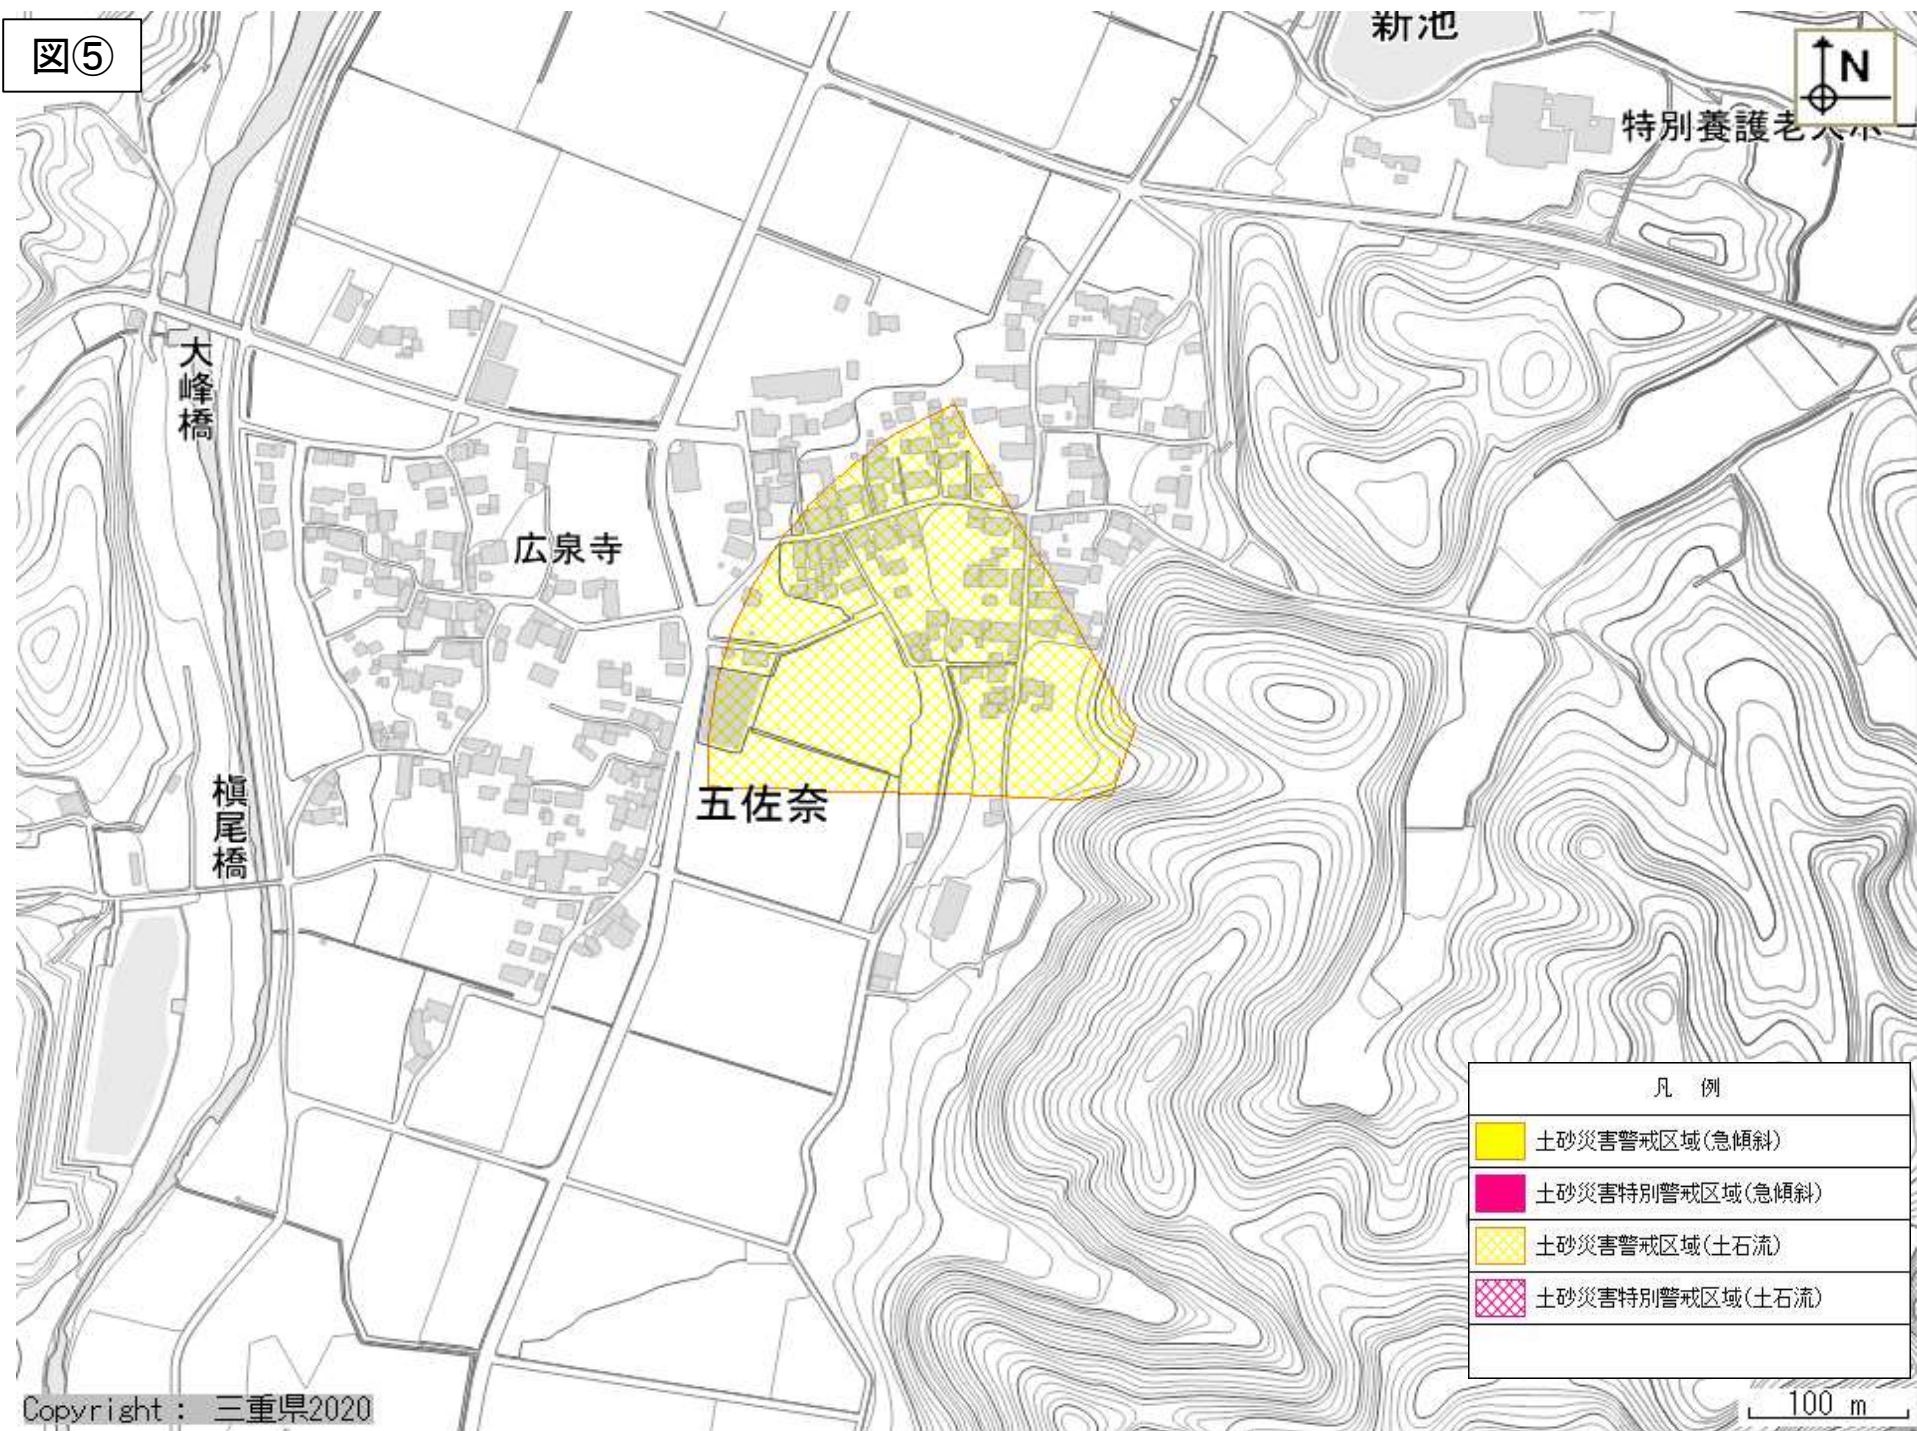 図⑤
新池
N
特別養護老人ホ
大峰橋
広泉寺
槇尾橋
五佐奈
凡 例
土砂災害警戒区域(急傾斜)
土砂災害特別警戒区域(急傾斜)
土砂災害警戒区域(土石流)
土砂災害特別警戒区域(土石流)
100 m
Copyright : 三重県2020